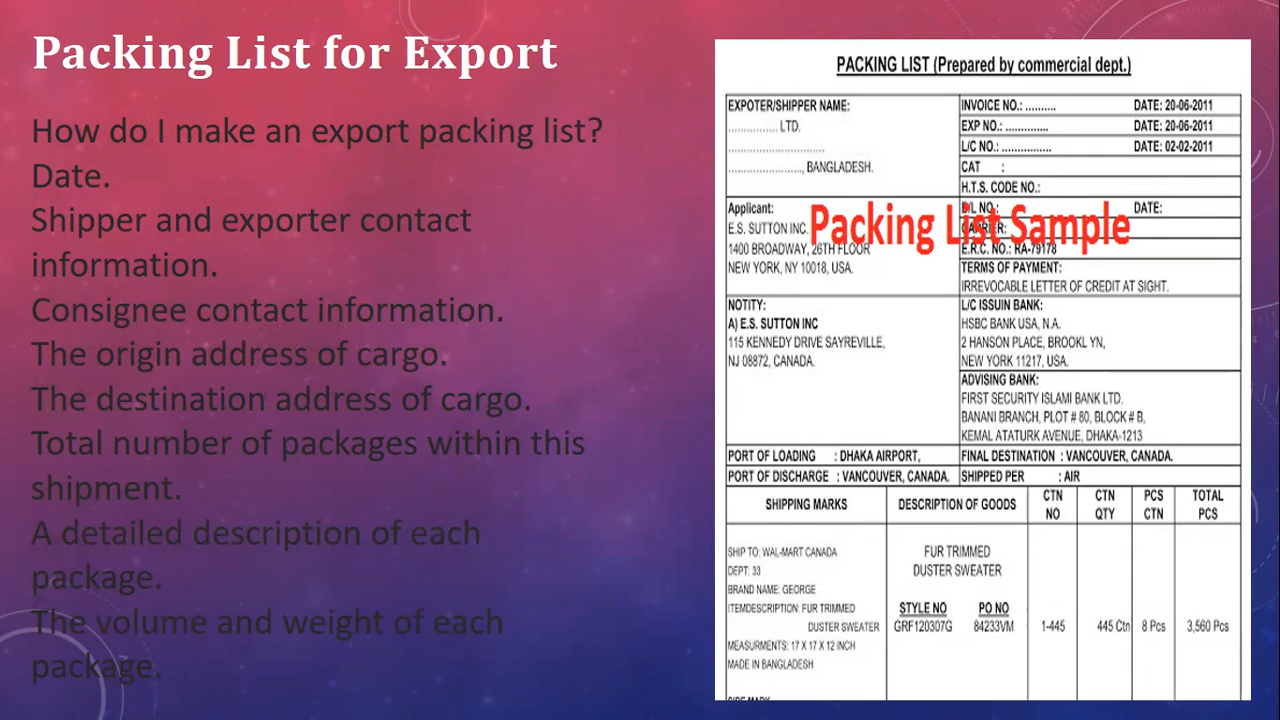 Packing List for Export
How do I make an export packing list?
Date.
Shipper and exporter contact
information.
Consignee contact information.
The origin address of cargo.
The destination address of cargo.
Total number of packages within this
shipment.
A detailed description of each
package.
The volume and weight of each
package.
PACKING LIST (Prepared by commercial dept.)
EXPOTER/SHIPPER NAME:
................ LTD.
..............................
......................., BANGLADESH.
INVOICE NO.: .......... DATE: 20-06-2011
EXP NO.: .............. DATE: 20-06-2011
L/C NO.: ................ DATE: 02-02-2011
CAT :
H.T.S. CODE NO.:
B/L NO.: DATE:
CARRIER:
E.R.C. NO.: RA-79178
Packing List Sample
Applicant:
E.S. SUTTON INC.
1400 BROADWAY, 26TH FLOOR
NEW YORK, NY 10018, USA.
TERMS OF PAYMENT:
IRREVOCABLE LETTER OF CREDIT AT SIGHT.
NOTITY:
A) E.S. SUTTON INC
115 KENNEDY DRIVE SAYREVILLE,
NJ 08872, CANADA.
L/C ISSUIN BANK:
HSBC BANK USA, N.A.
2 HANSON PLACE, BROOKL YN,
NEW YORK 11217, USA.
ADVISING BANK:
FIRST SECURITY ISLAMI BANK LTD.
BANANI BRANCH, PLOT # 80, BLOCK # B,
KEMAL ATATURK AVENUE, DHAKA-1213
PORT OF LOADING : DHAKA AIRPORT, FINAL DESTINATION : VANCOUVER, CANADA.
PORT OF DISCHARGE : VANCOUVER, CANADA. SHIPPED PER : AIR
SHIPPING MARKS DESCRIPTION OF GOODS CTN NO CTN QTY PCS CTN TOTAL PCS
SHIP TO: WAL-MART CANADA
DEPT: 33
BRAND NAME: GEORGE
ITEMDESCRIPTION: FUR TRIMMED
DUSTER SWEATER
MEASURMENTS: 17 X 17 X 12 INCH
MADE IN BANGLADESH
FUR TRIMMED
DUSTER SWEATER
STYLE NO PO NO
GRF120307G 84233VM 1-445 445 Ctn 8 Pcs 3,560 Pcs